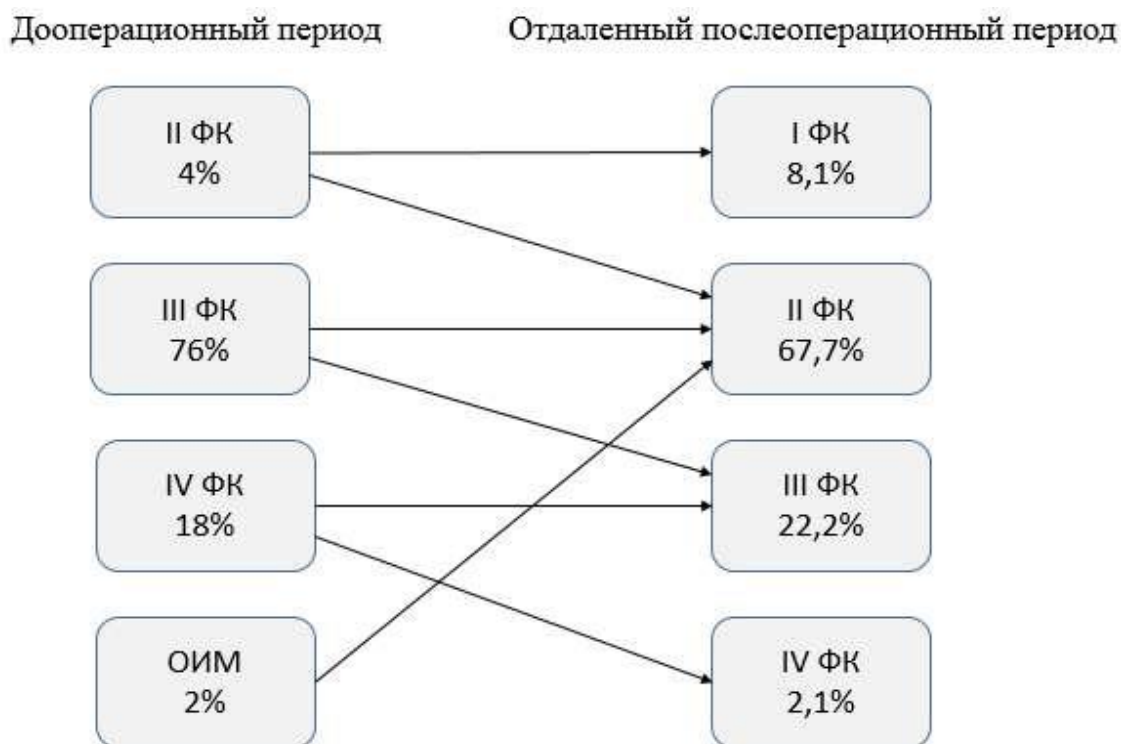 Дооперационный период
Отдаленный послеоперационный период
II ФК
4%
I ФК
8,1%
III ФК
76%
II ФК
67,7%
IV ФК
18%
III ФК
22,2%
ОИМ
2%
IV ФК
2,1%